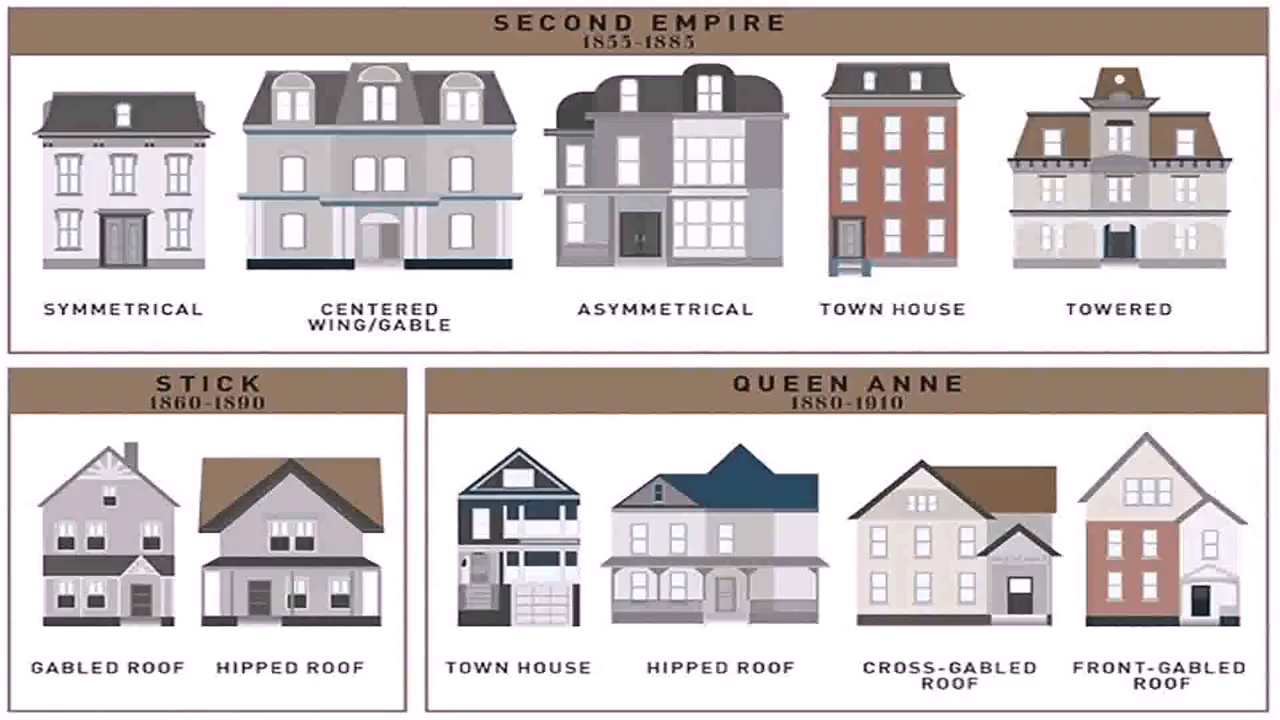 SECOND EMPIRE
1855-1885
SYMMETRICAL
CENTERED
WING/GABLE
ASYMMETRICAL
TOWN HOUSE
TOWERED
STICK
1860-1890
GABLED ROOF
HIPPED ROOF
QUEEN ANNE
1880-1910
TOWN HOUSE
HIPPED ROOF
CROSS-GABLED
ROOF
FRONT-GABLED
ROOF